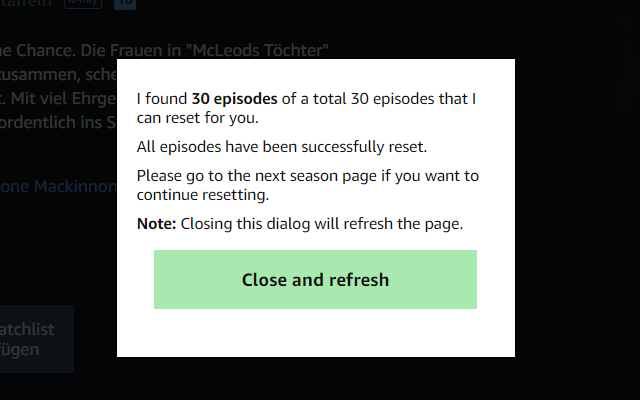 taffeln X-Ray 16
ne Chance. Die Frauen in "McLeods Töchter"
zusammen, sche
t. Mit viel Ehrge
ordentlich ins S
one Mackinnon
I found 30 episodes of a total 30 episodes that I
can reset for you.
All episodes have been successfully reset.
Please go to the next season page if you want to
continue resetting.
Note: Closing this dialog will refresh the page.
Close and refresh
atchlist
fügen